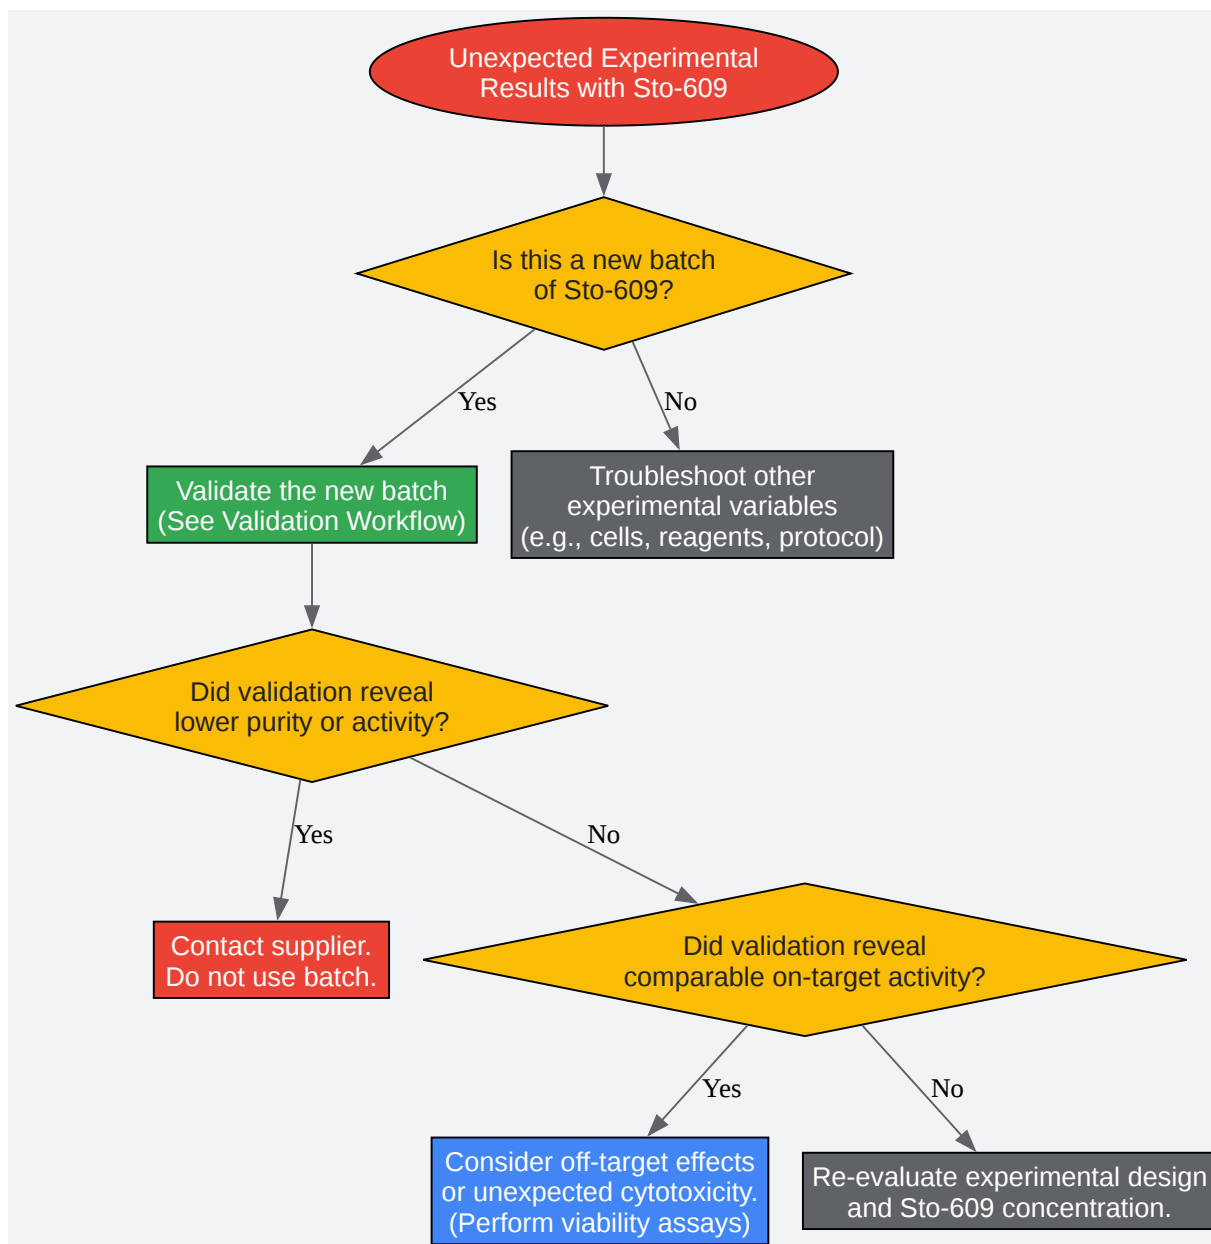 Unexpected Experimental
Results with Sto-609
Is this a new batch
of Sto-609?
Yes
No
Validate the new batch
(See Validation Workflow)
Troubleshoot other
experimental variables
(e.g., cells, reagents, protocol)
Did validation reveal
lower purity or activity?
Yes
No
Contact supplier.
Do not use batch.
Did validation reveal
comparable on-target activity?
Yes
No
Consider off-target effects
or unexpected cytotoxicity.
(Perform viability assays)
Re-evaluate experimental design
and Sto-609 concentration.